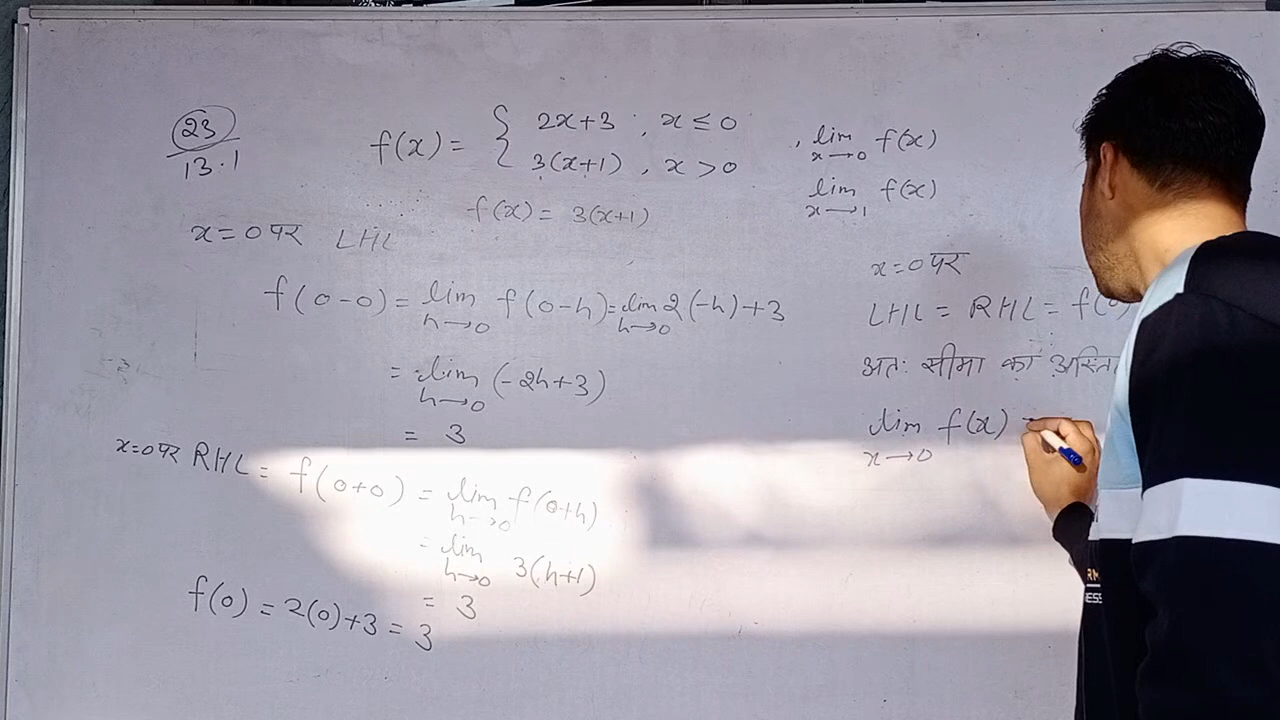 23
13.1
f(x) = { 2x+3 , x ≤ 0
3(x+1) , x > 0
, lim x→0 f(x)
lim x→1 f(x)
f(x) = 3(x+1)
x=0 पर LHL
f(0-0) = lim h→0 f(0-h) = lim h→0 2(-h)+3
= lim h→0 (-2h+3)
= 3
x=0 पर RHL = f(0+0) = lim h→0 f(0+h)
= lim h→0 3(h+1)
= 3
f(0) = 2(0)+3 = 3
x=0 पर
LHL = RHL = f(0
अतः सीमा का
lim x→0 f(x) =